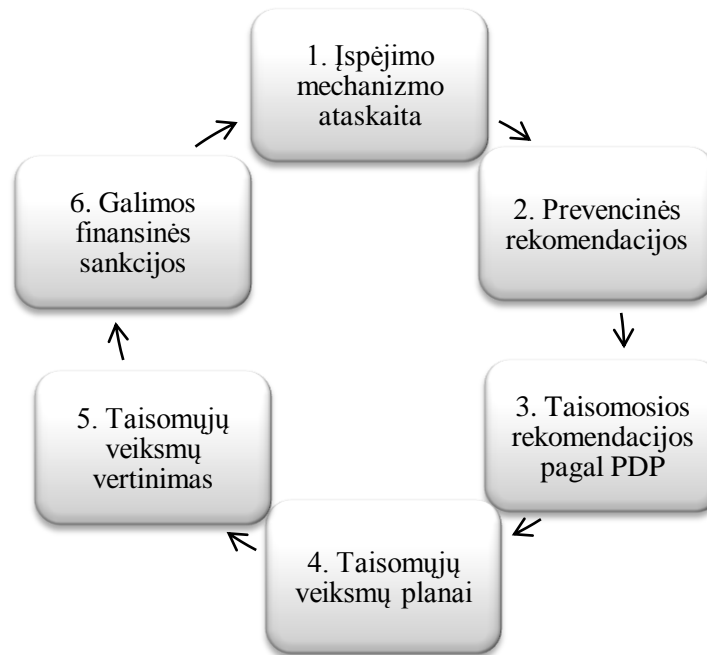 1. Įspėjimo
mechanizmo
ataskaita
2. Prevencinės
rekomendacijos
3. Taisomosios
rekomendacijos
pagal PDP
4. Taisomųjų
veiksmų planai
5. Taisomųjų
veiksmų
vertinimas
6. Galimos
finansinės
sankcijos